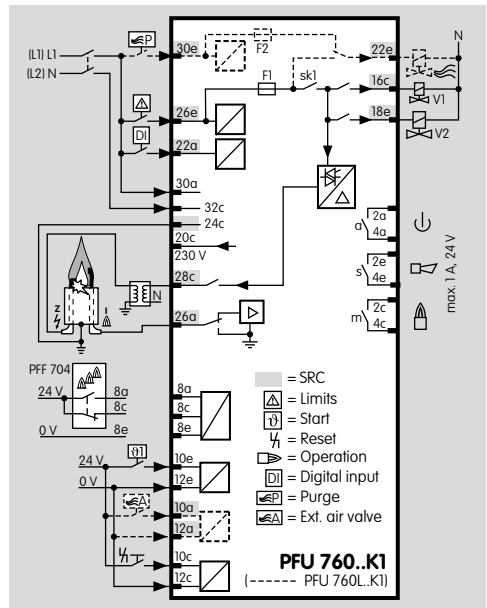 N
(L1) L1
(L2) N
P
30e
F2
22e
F1
sk1
16c
V1
26e
18e
V2
DI
22a
30a
32c
24c
20c
230 V
28c
N
26a
z
I
a
2a
4a
s
2e
4e
m
2c
4c
max. 1 A, 24 V
PFF 704
24 V
8a
8c
0 V
8e
8a
8c
8e
ϑ1
24 V
10e
0 V
12e
A
10a
12a
10c
12c
= SRC
= Limits
ϑ = Start
= Reset
= Operation
DI = Digital input
P = Purge
A = Ext. air valve
PFU 760..K1
(------ PFU 760L..K1)